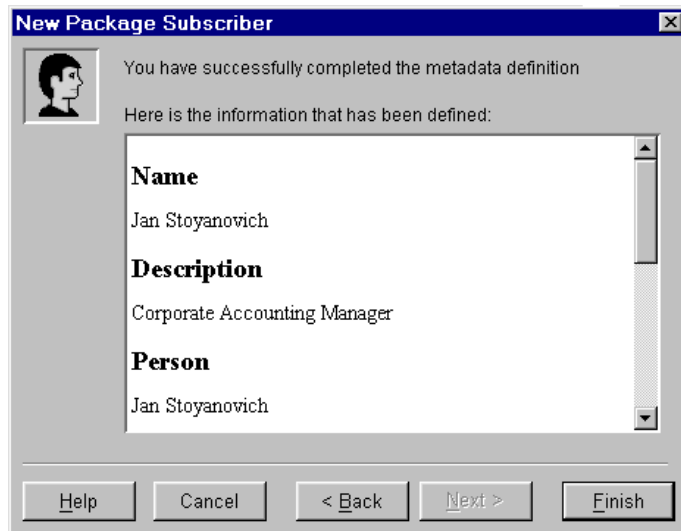 New Package Subscriber
You have successfully completed the metadata definition
Here is the information that has been defined:
Name
Jan Stoyanovich
Description
Corporate Accounting Manager
Person
Jan Stoyanovich
Help Cancel < Back Next > Finish